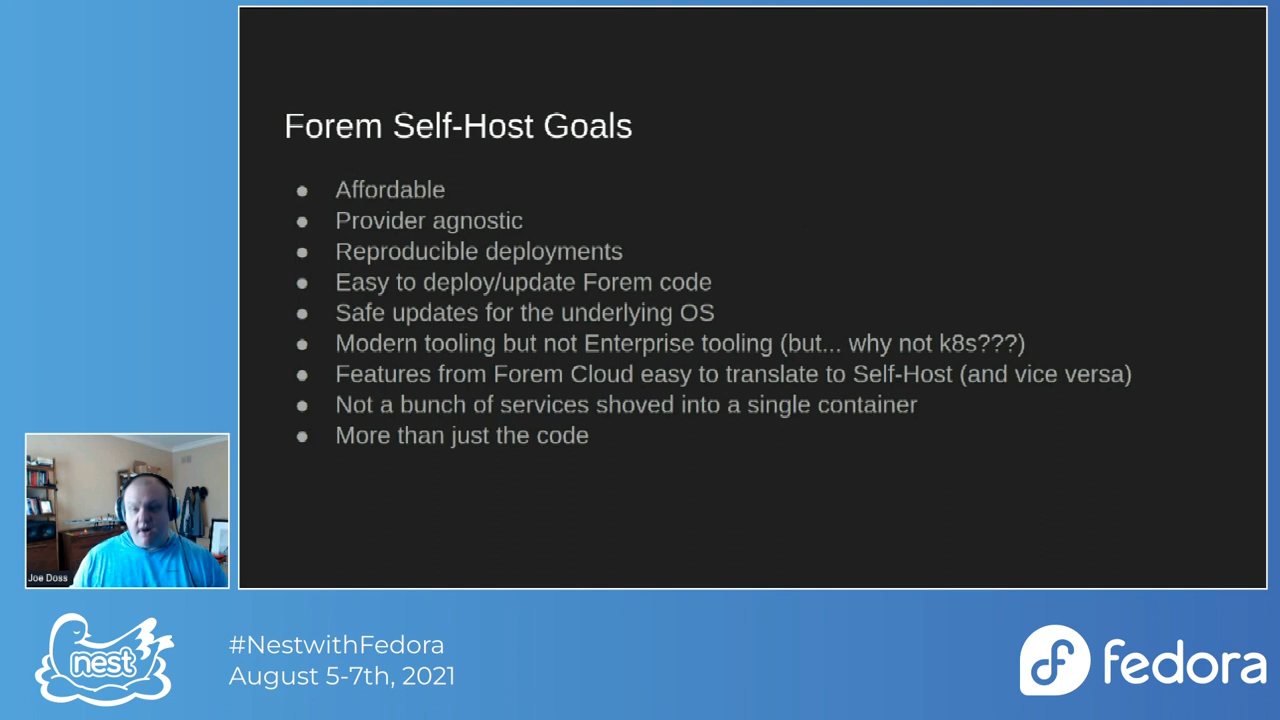 Forem Self-Host Goals
● Affordable
● Provider agnostic
● Reproducible deployments
● Easy to deploy/update Forem code
● Safe updates for the underlying OS
● Modern tooling but not Enterprise tooling (but... why not k8s???)
● Features from Forem Cloud easy to translate to Self-Host (and vice versa)
● Not a bunch of services shoved into a single container
● More than just the code
Joe Doss
nest
#NestwithFedora
August 5-7th, 2021
fedora